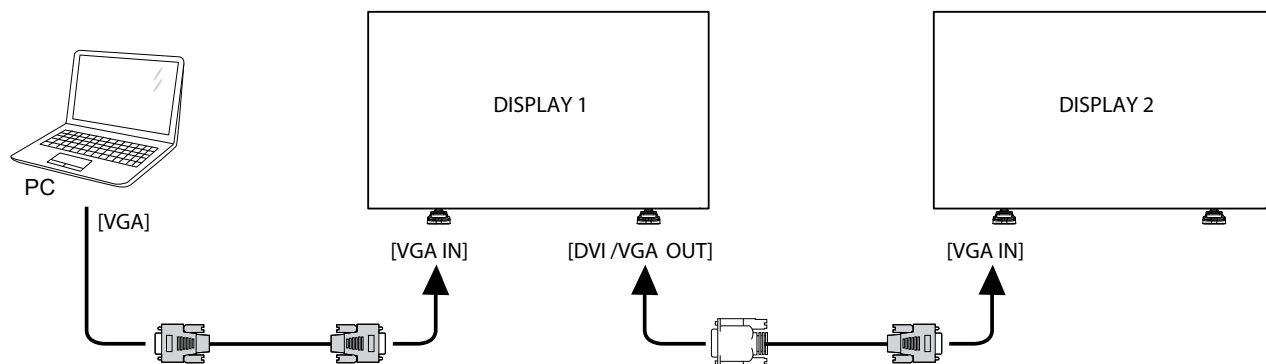 DISPLAY 1
DISPLAY 2
PC
[VGA]
[VGA IN]
[DVI /VGA OUT]
[VGA IN]